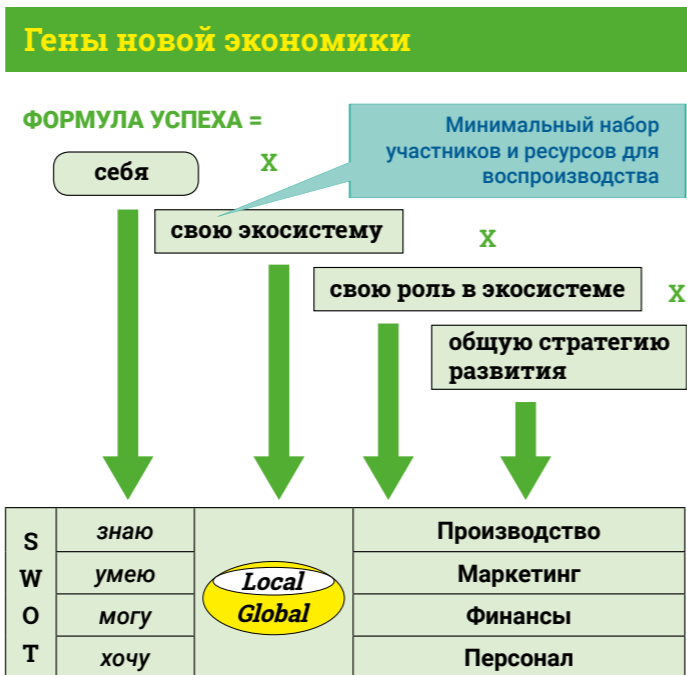 Гены новой экономики
ФОРМУЛА УСПЕХА =
Минимальный набор
участников и ресурсов для
воспроизводства
себя
X
свою экосистему
X
свою роль в экосистеме
X
общую стратегию
развития
S
W
O
T
знаю
умею
могу
хочу
Local
Global
Производство
Маркетинг
Финансы
Персонал